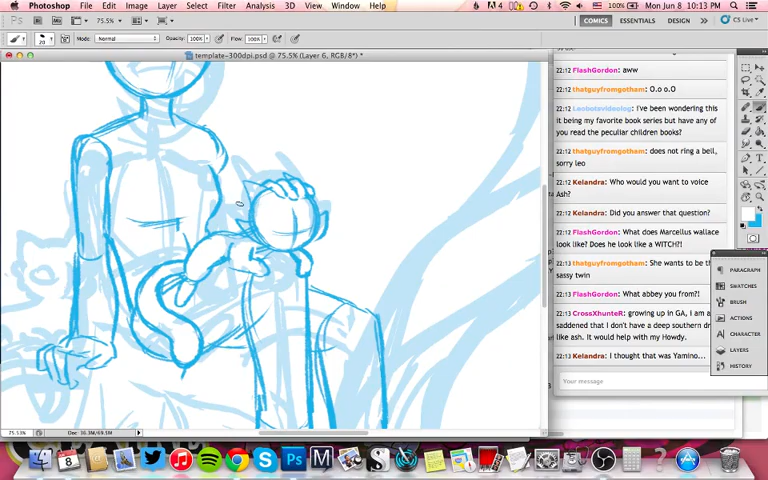 Photoshop File Edit Image Layer Select Filter Analysis 3D View Window Help
4
100%
Mon Jun 8 10:13 PM
Ps
75.5%
COMICS
ESSENTIALS
DESIGN
CS Live
Mode: Normal
Opacity: 100%
Flow: 100%
template-300dpi.psd @ 75.5% (Layer 6, RGB/8*) *
22:12 FlashGordon: aww
22:12 thatguyfromgotham: O.o o.O
I've been wondering this
it being my favorite book series but have any of
you read the peculiar children books?
22:12 thatguyfromgotham: does not ring a bell,
sorry leo
22:12 Kelandra: Who would you want to voice
Ash?
22:12 Kelandra: Did you answer that question?
22:12 FlashGordon: What does Marcellus wallace
look like? Does he look like a WITCH?!
22:13 thatguyfromgotham: She wants to be th
sassy twin
22:13 FlashGordon: What abbey you from?!
22:13 CrossXhunteR: growing up in GA, I am a
saddened that I don't have a deep southern dr
like ash. It would help with my Howdy.
22:13 Kelandra: I thought that was Yamino...
Your message
PARAGRAPH
SWATCHES
BRUSH
ACTIONS
CHARACTER
LAYERS
HISTORY
75.53%
8
Ps
M
S